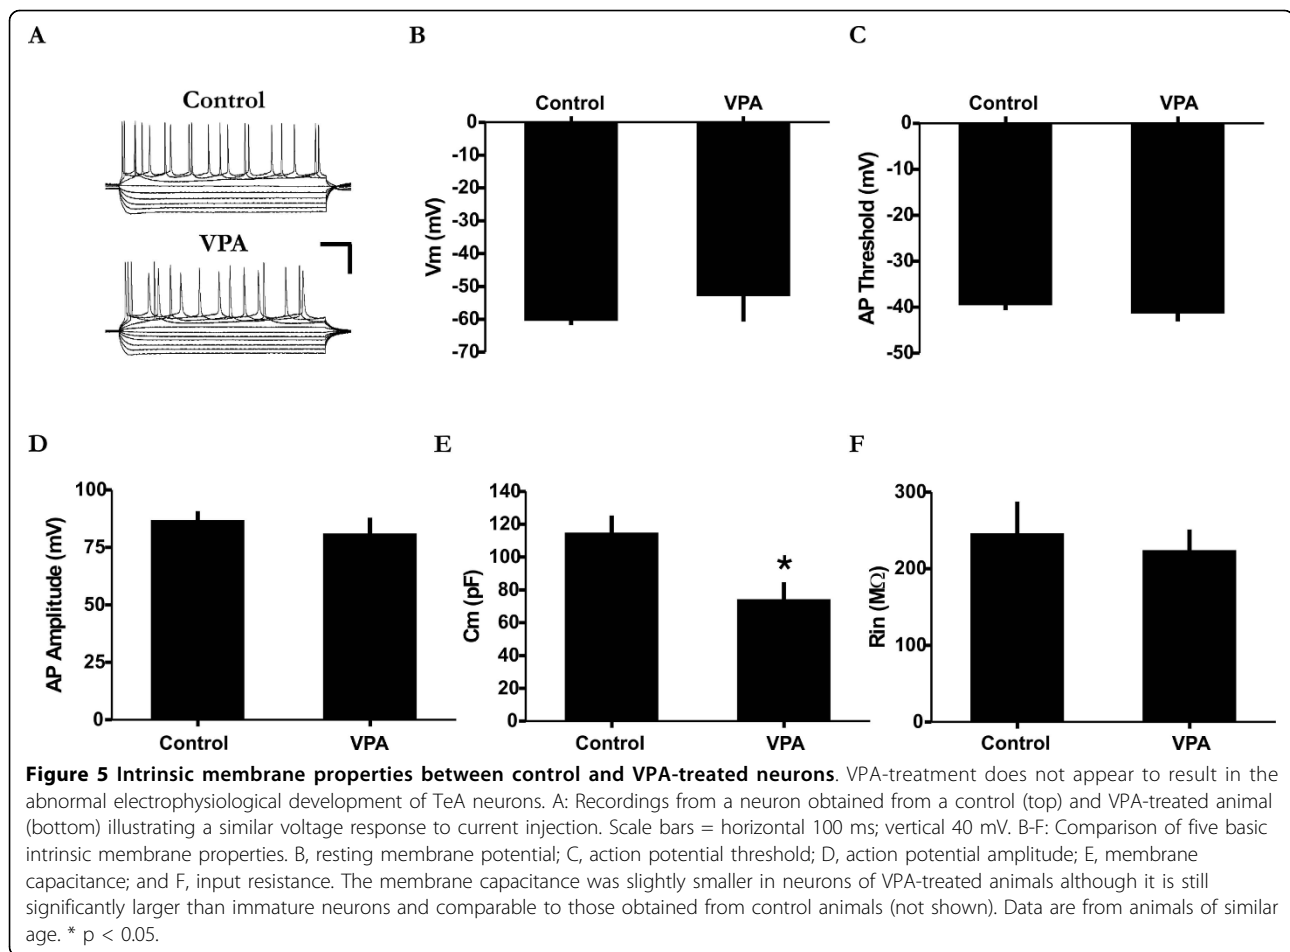 A
B
C
Control
VPA
Control
VPA
0
-10
-20
-30
-40
-50
-60
-70
Vm (mV)
Control
VPA
0
-10
-20
-30
-40
-50
AP Threshold (mV)
D
E
F
100
75
50
25
0
AP Amplitude (mV)
Control
VPA
140
120
100
80
60
40
20
0
Cm (pF)
*
Control
VPA
300
200
100
0
Rin (MΩ)
Control
VPA
Figure 5 Intrinsic membrane properties between control and VPA-treated neurons. VPA-treatment does not appear to result in the
abnormal electrophysiological development of TeA neurons. A: Recordings from a neuron obtained from a control (top) and VPA-treated animal
(bottom) illustrating a similar voltage response to current injection. Scale bars = horizontal 100 ms; vertical 40 mV. B-F: Comparison of five basic
intrinsic membrane properties. B, resting membrane potential; C, action potential threshold; D, action potential amplitude; E, membrane
capacitance; and F, input resistance. The membrane capacitance was slightly smaller in neurons of VPA-treated animals although it is still
significantly larger than immature neurons and comparable to those obtained from control animals (not shown). Data are from animals of similar
age. * p < 0.05.